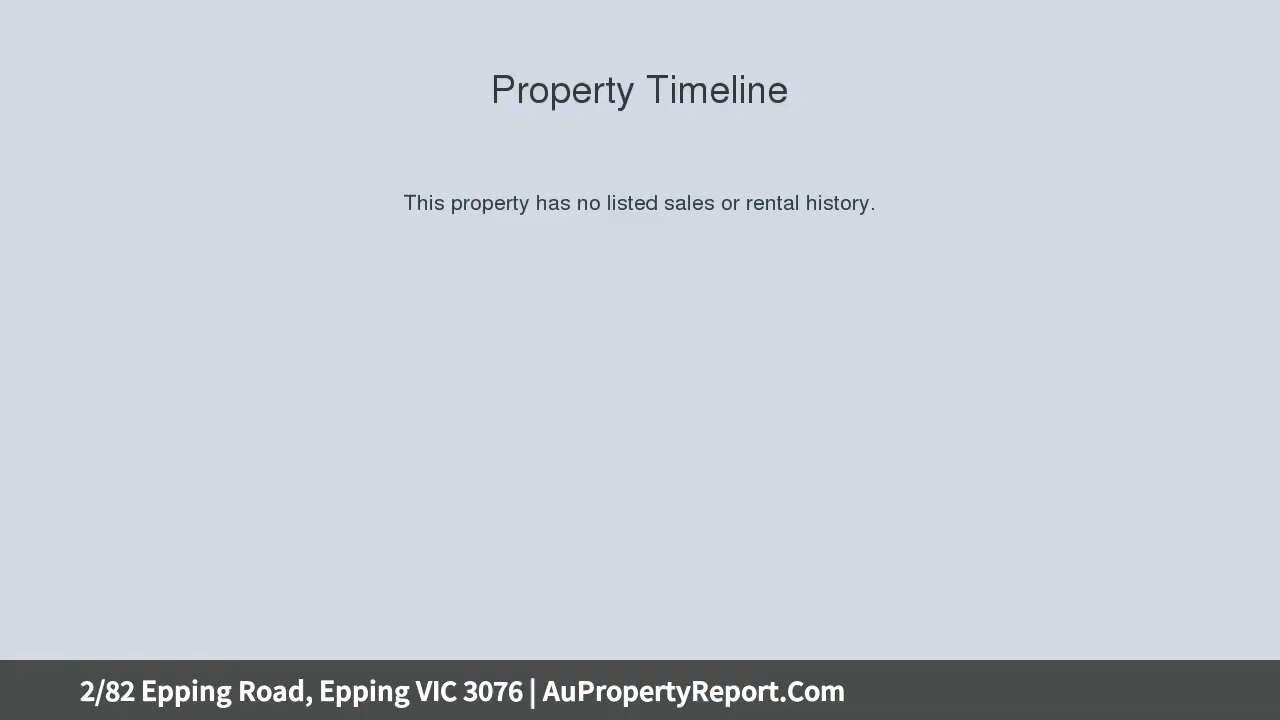 Property Timeline
This property has no listed sales or rental history.
2/82 Epping Road, Epping VIC 3076 | AuPropertyReport.Com